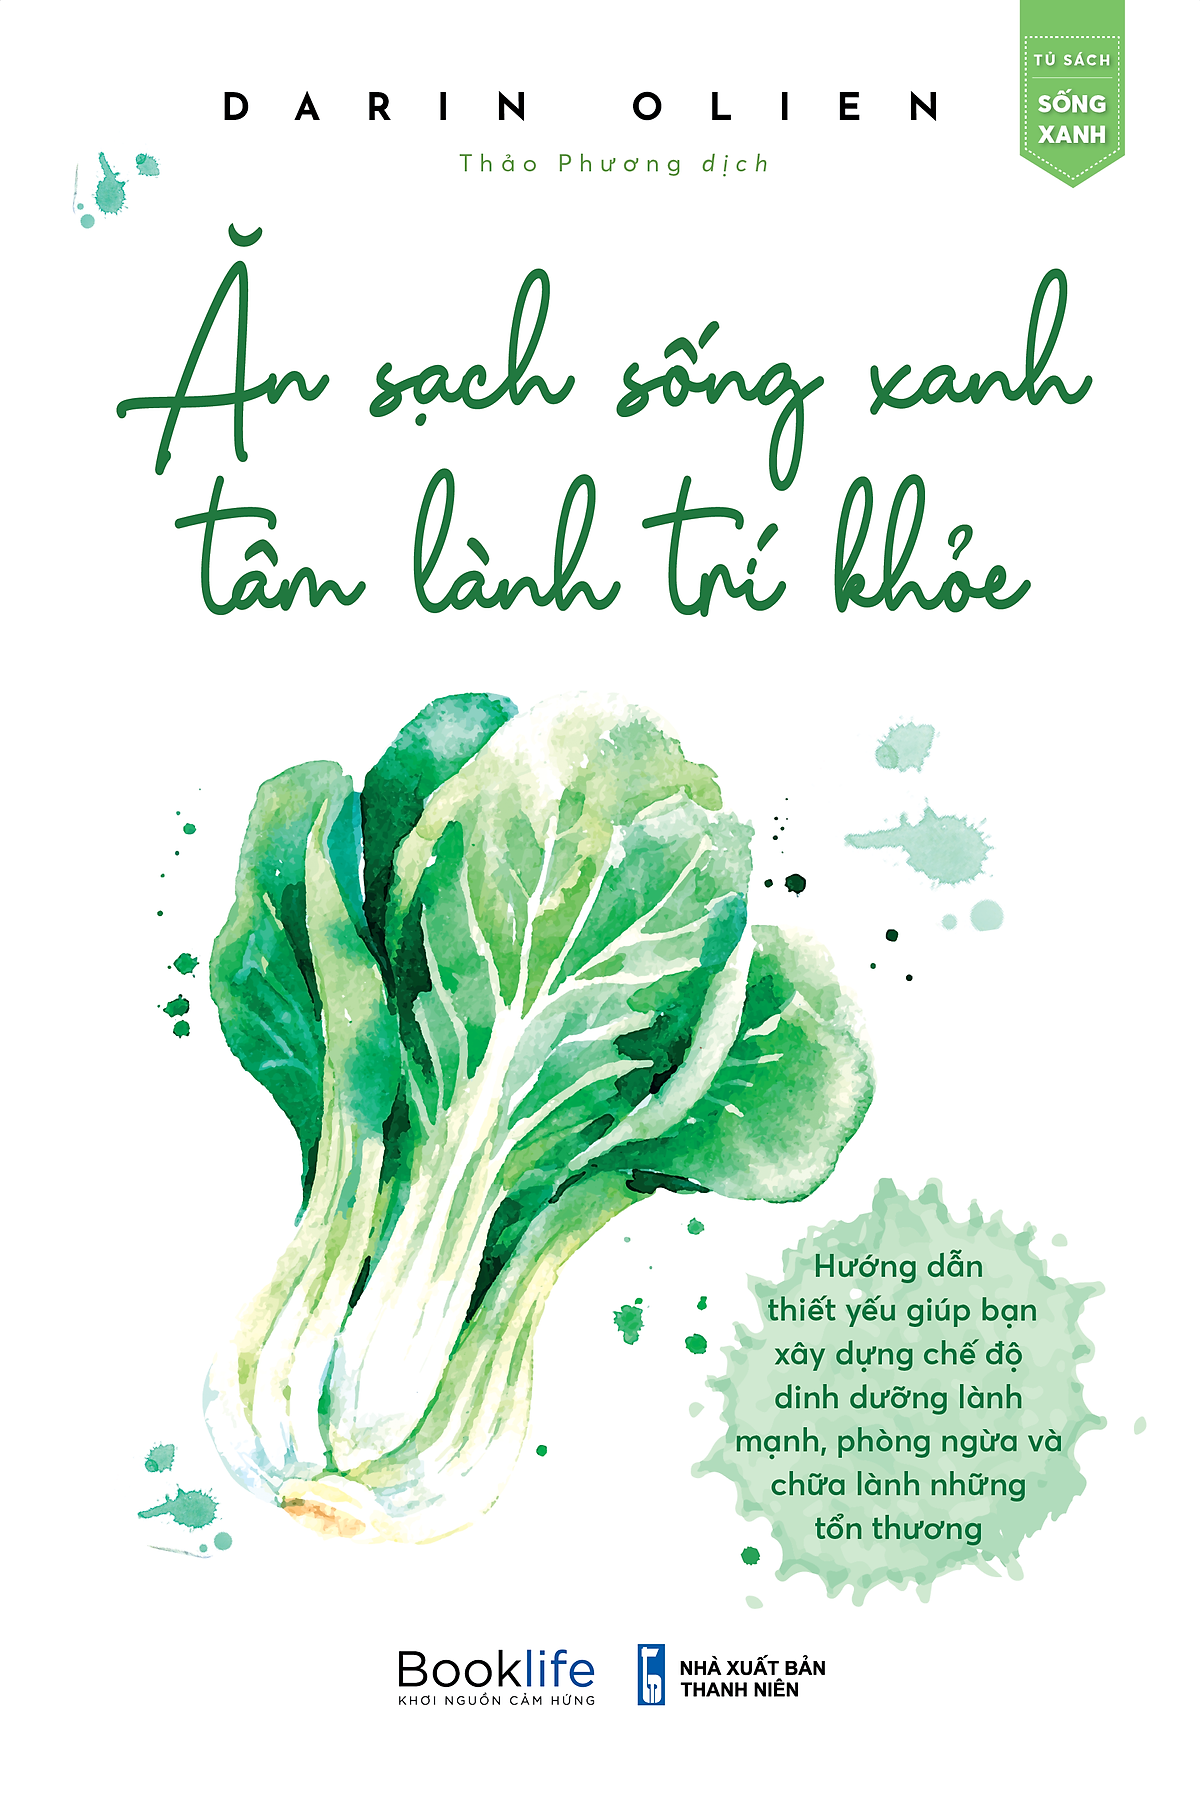 DARIN OLIEN
Thảo Phương dịch
TỦ SÁCH
SỐNG
XANH
Ăn sạch sống xanh
tâm lành trí khỏe
Hướng dẫn
thiết yếu giúp bạn
xây dựng chế độ
dinh dưỡng lành
mạnh, phòng ngừa và
chữa lành những
tổn thương
Booklife
KHƠI NGUỒN CẢM HỨNG
NHÀ XUẤT BẢN
THANH NIÊN